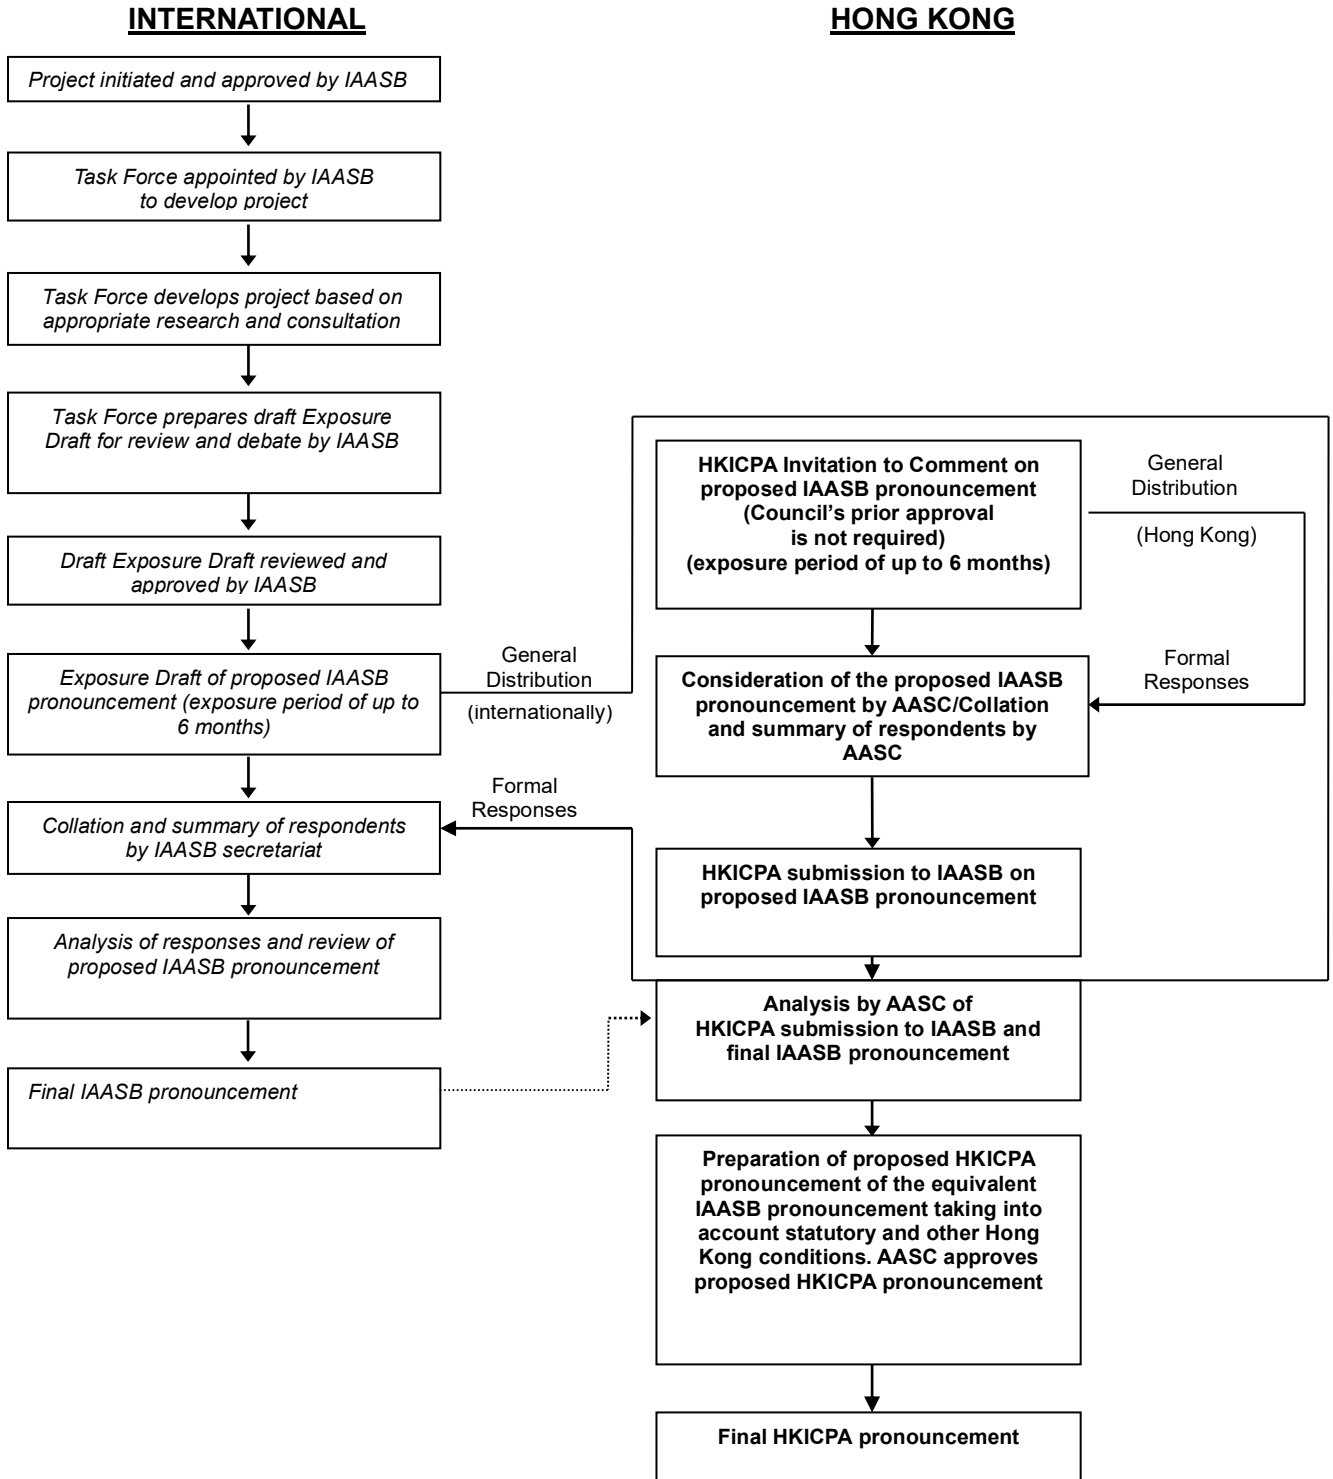 INTERNATIONAL
HONG KONG
Project initiated and approved by IAASB
Task Force appointed by IAASB
to develop project
Task Force develops project based on
appropriate research and consultation
Task Force prepares draft Exposure
Draft for review and debate by IAASB
Draft Exposure Draft reviewed and
approved by IAASB
Exposure Draft of proposed IAASB
pronouncement (exposure period of up to
6 months)
General
Distribution
(internationally)
Collation and summary of respondents
by IAASB secretariat
Formal
Responses
Analysis of responses and review of
proposed IAASB pronouncement
Final IAASB pronouncement
HKICPA Invitation to Comment on
proposed IAASB pronouncement
(Council's prior approval
is not required)
(exposure period of up to 6 months)
General
Distribution
(Hong Kong)
Formal
Responses
Consideration of the proposed IAASB
pronouncement by AASC/Collation
and summary of respondents by
AASC
HKICPA submission to IAASB on
proposed IAASB pronouncement
Analysis by AASC of
HKICPA submission to IAASB and
final IAASB pronouncement
Preparation of proposed HKICPA
pronouncement of the equivalent
IAASB pronouncement taking into
account statutory and other Hong
Kong conditions. AASC approves
proposed HKICPA pronouncement
Final HKICPA pronouncement